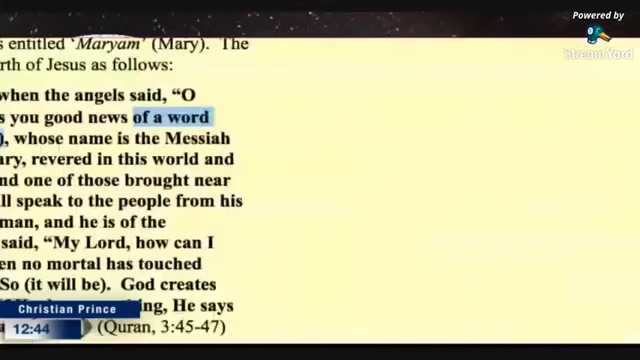 Powered by
StreamYard
s entitled ‘Maryam’ (Mary). The
rth of Jesus as follows:
when the angels said, “O
s you good news of a word
), whose name is the Messiah
ary, revered in this world and
nd one of those brought near
ll speak to the people from his
man, and he is of the
said, “My Lord, how can I
en no mortal has touched
So (it will be). God creates
ng, He says
(Quran, 3:45-47)
Christian Prince
12:44